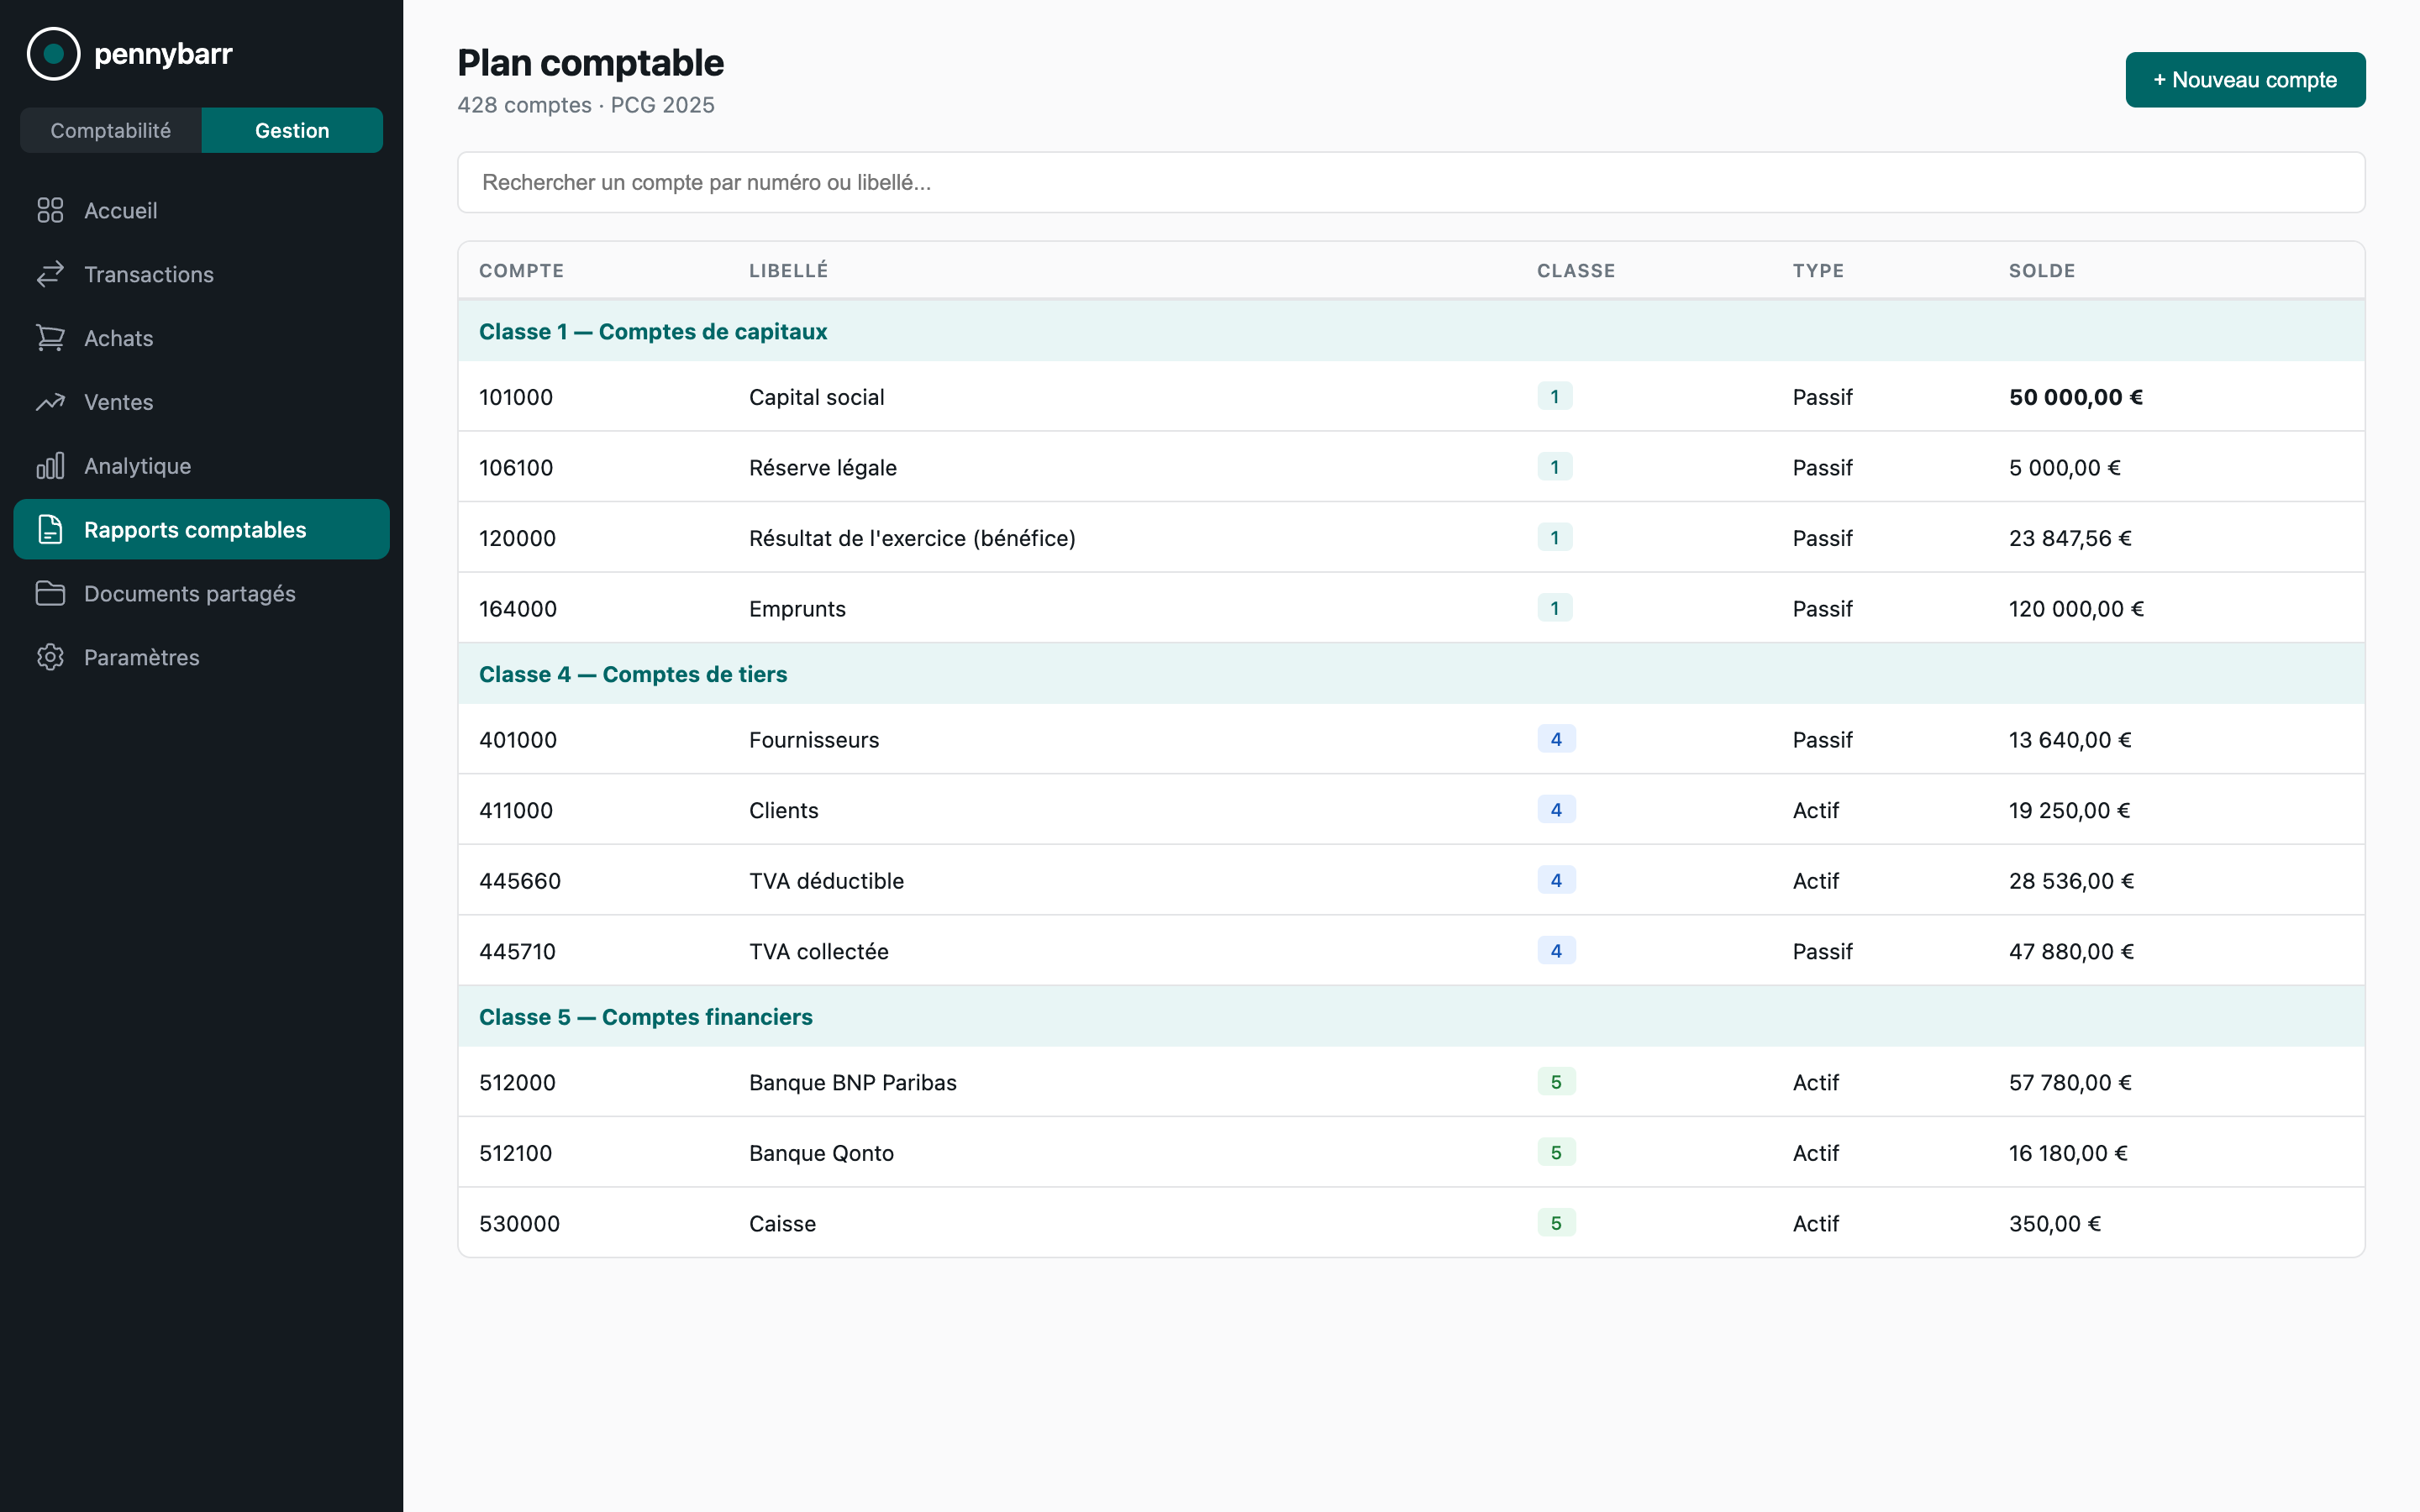 pennybarr
Comptabilité Gestion
Accueil
Transactions
Achats
Ventes
Analytique
Rapports comptables
Documents partagés
Paramètres
Plan comptable
428 comptes · PCG 2025
+ Nouveau compte
Rechercher un compte par numéro ou libellé...
COMPTE LIBELLÉ CLASSE TYPE SOLDE
Classe 1 — Comptes de capitaux
101000 Capital social 1 Passif 50 000,00 €
106100 Réserve légale 1 Passif 5 000,00 €
120000 Résultat de l'exercice (bénéfice) 1 Passif 23 847,56 €
164000 Emprunts 1 Passif 120 000,00 €
Classe 4 — Comptes de tiers
401000 Fournisseurs 4 Passif 13 640,00 €
411000 Clients 4 Actif 19 250,00 €
445660 TVA déductible 4 Actif 28 536,00 €
445710 TVA collectée 4 Passif 47 880,00 €
Classe 5 — Comptes financiers
512000 Banque BNP Paribas 5 Actif 57 780,00 €
512100 Banque Qonto 5 Actif 16 180,00 €
530000 Caisse 5 Actif 350,00 €